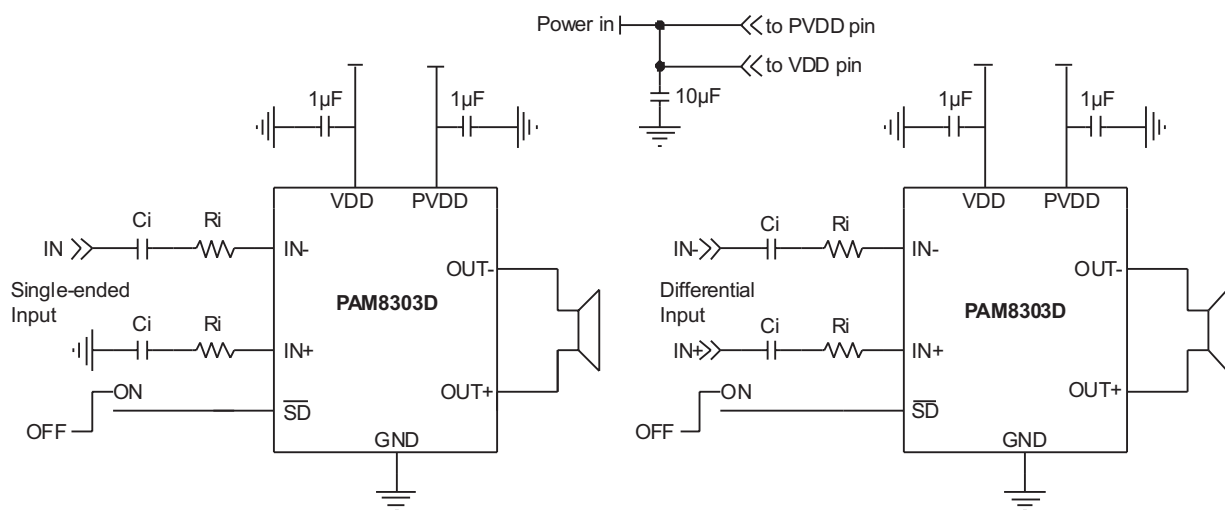 Power in
to PVDD pin
to VDD pin
10µF
1µF
1µF
VDD
PVDD
Ci
Ri
IN
IN-
OUT-
Single-ended
Input
PAM8303D
Ci
Ri
IN+
OUT+
ON
SD
OFF
GND
1µF
1µF
VDD
PVDD
Ci
Ri
IN-
IN-
OUT-
Differential
Input
PAM8303D
Ci
Ri
IN+
IN+
OUT+
ON
SD
OFF
GND